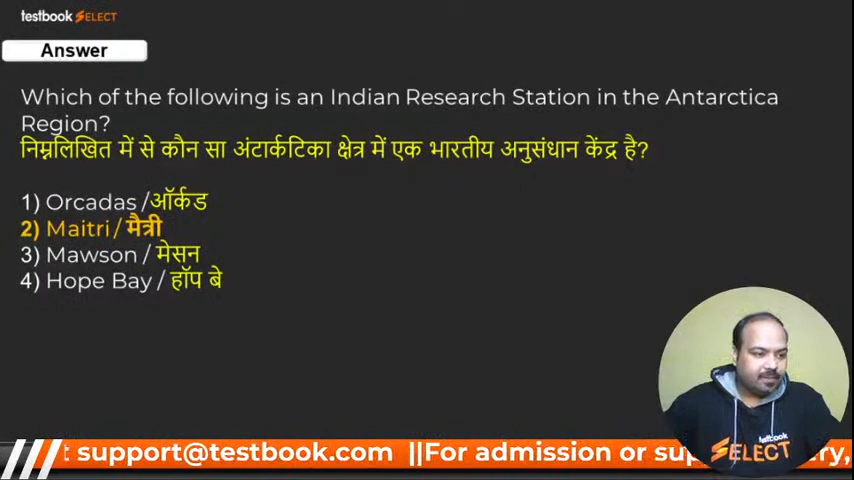 testbook SELECT
Answer
Which of the following is an Indian Research Station in the Antarctica
Region?
निम्नलिखित में से कौन सा अंटार्कटिका क्षेत्र में एक भारतीय अनुसंधान केंद्र है?
1) Orcadas /ऑर्कड
2) Maitri / मैत्री
3) Mawson / मेसन
4) Hope Bay / हॉप बे
testbook
SELECT
support@testbook.com ||For admission or